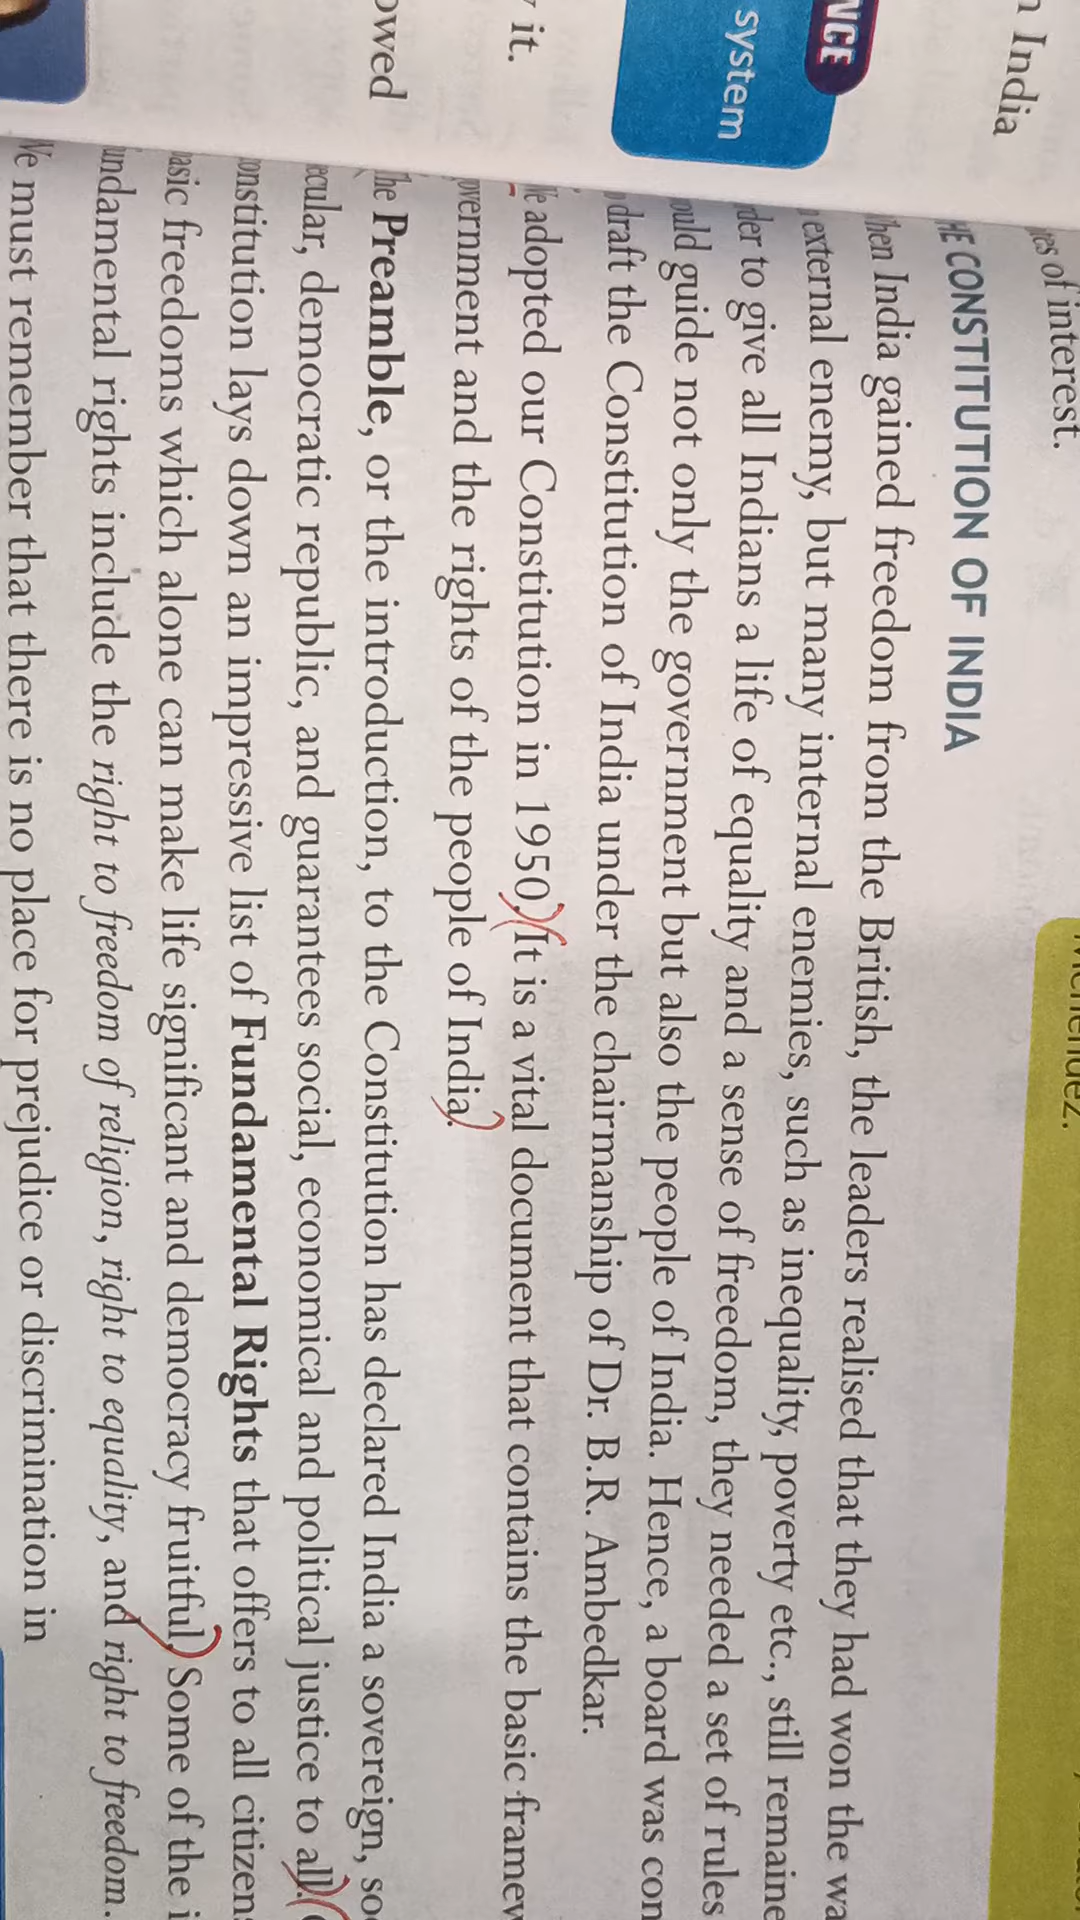 n India
NCE
system
y it.
owed
res of interest.
HE CONSTITUTION OF INDIA
hen India gained freedom from the British, the leaders realised that they had won the wa
external enemy, but many internal enemies, such as inequality, poverty etc., still remaine
der to give all Indians a life of equality and a sense of freedom, they needed a set of rules
ould guide not only the government but also the people of India. Hence, a board was con
draft the Constitution of India under the chairmanship of Dr. B.R. Ambedkar.
We adopted our Constitution in 1950. It is a vital document that contains the basic framew
overnment and the rights of the people of India.
he Preamble, or the introduction, to the Constitution has declared India a sovereign, so
ecular, democratic republic, and guarantees social, economical and political justice to all.
onstitution lays down an impressive list of Fundamental Rights that offers to all citizens
basic freedoms which alone can make life significant and democracy fruitful. Some of the i
undamental rights include the right to freedom of religion, right to equality, and right to freedom.
We must remember that there is no place for prejudice or discrimination in